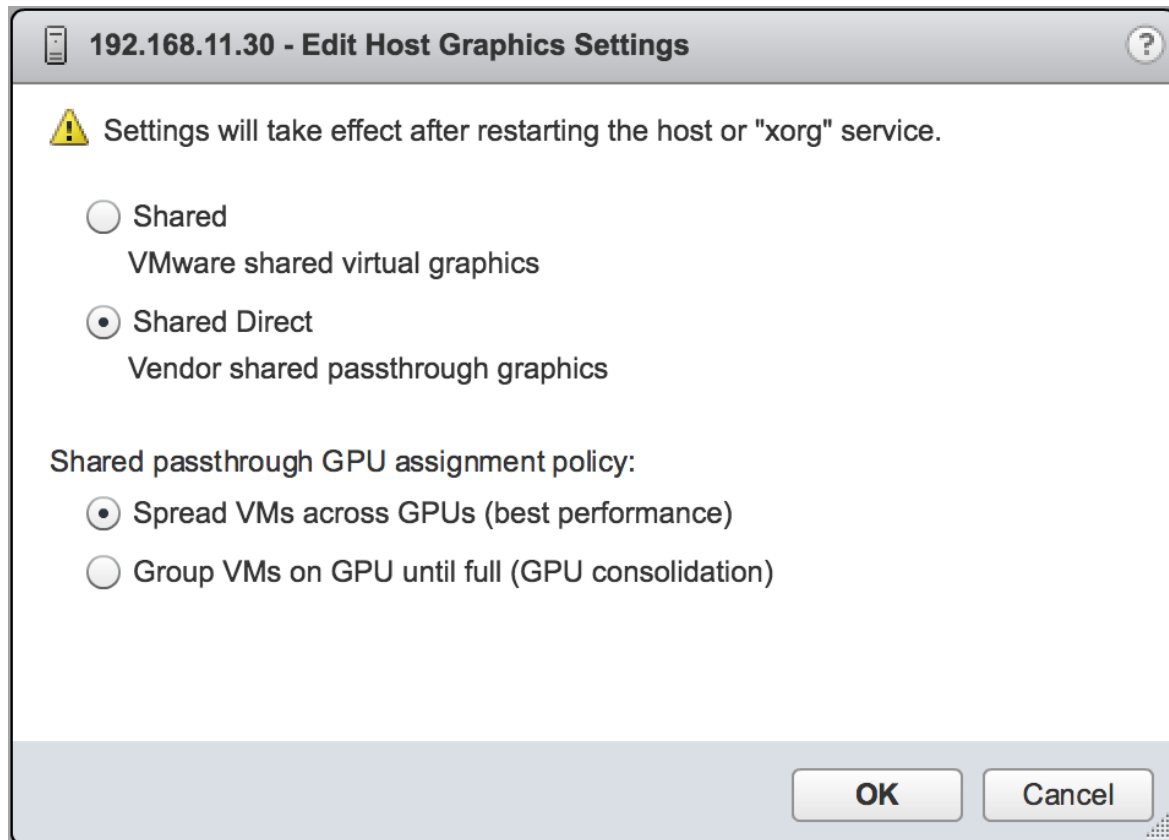 192.168.11.30 - Edit Host Graphics Settings
?
Settings will take effect after restarting the host or "xorg" service.
Shared
VMware shared virtual graphics
Shared Direct
Vendor shared passthrough graphics
Shared passthrough GPU assignment policy:
Spread VMs across GPUs (best performance)
Group VMs on GPU until full (GPU consolidation)
OK
Cancel